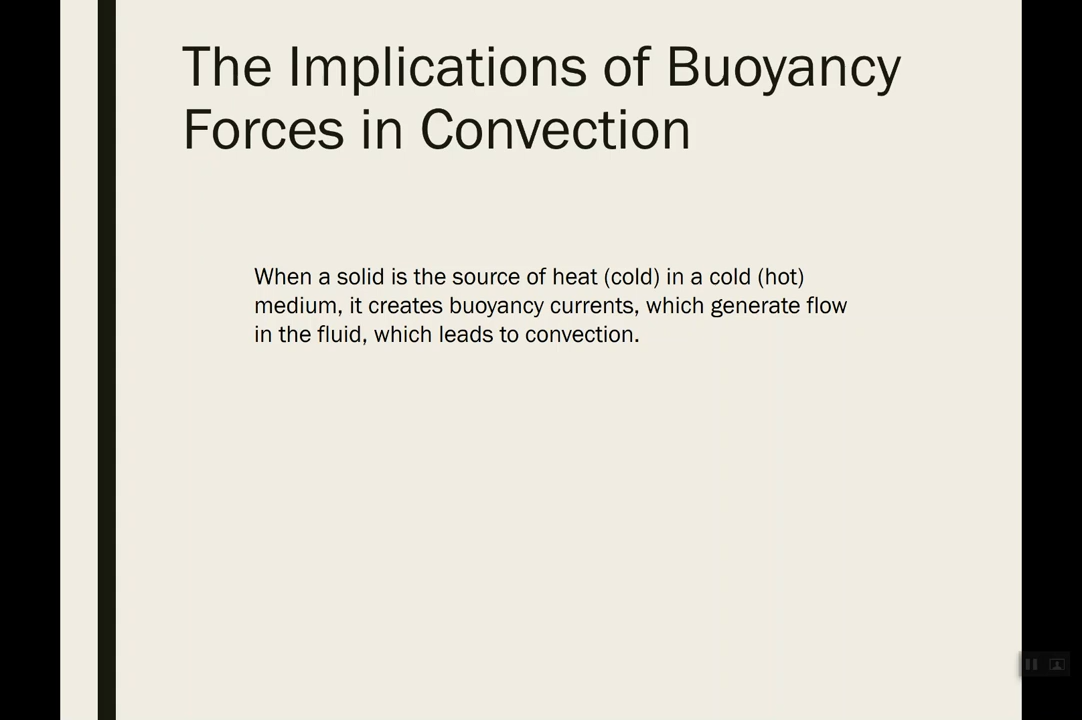 The Implications of Buoyancy
Forces in Convection
When a solid is the source of heat (cold) in a cold (hot)
medium, it creates buoyancy currents, which generate flow
in the fluid, which leads to convection.